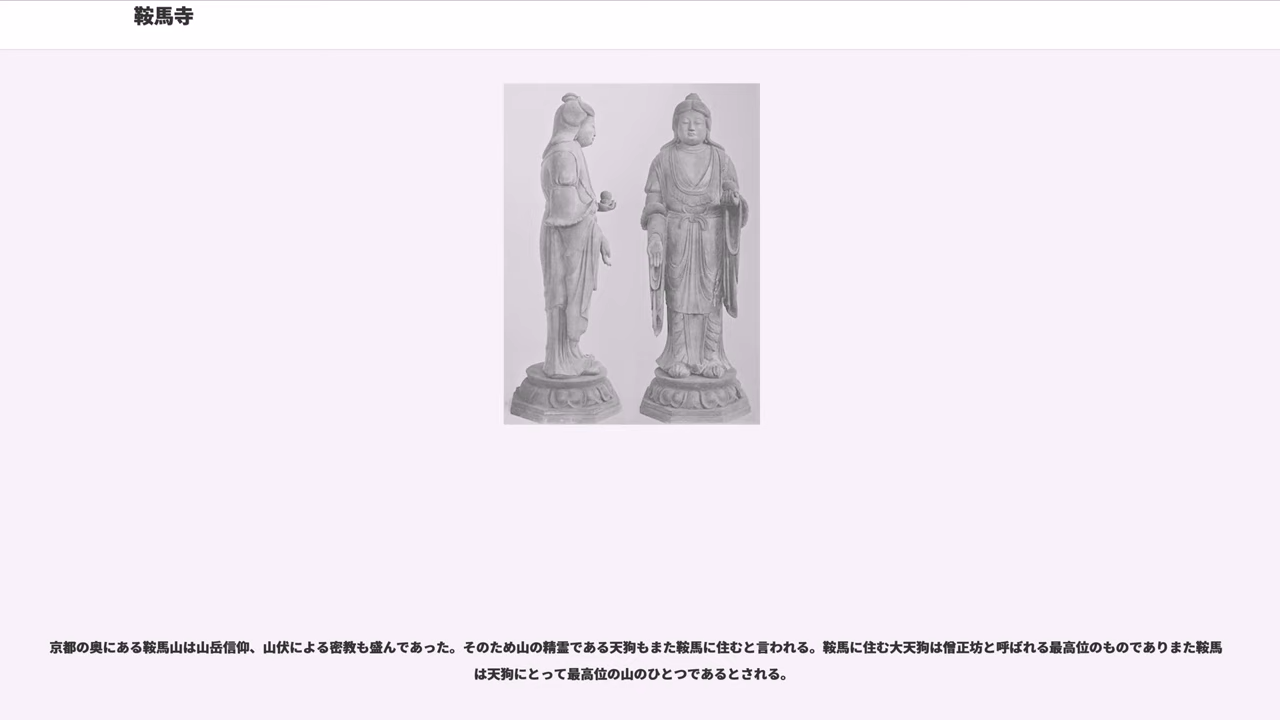 鞍馬寺
京都の奥にある鞍馬山は山岳信仰、山伏による密教も盛んであった。そのため山の精霊である天狗もまた鞍馬に住むと言われる。鞍馬に住む大天狗は僧正坊と呼ばれる最高位のものでありまた鞍馬
は天狗にとって最高位の山のひとつであるとされる。